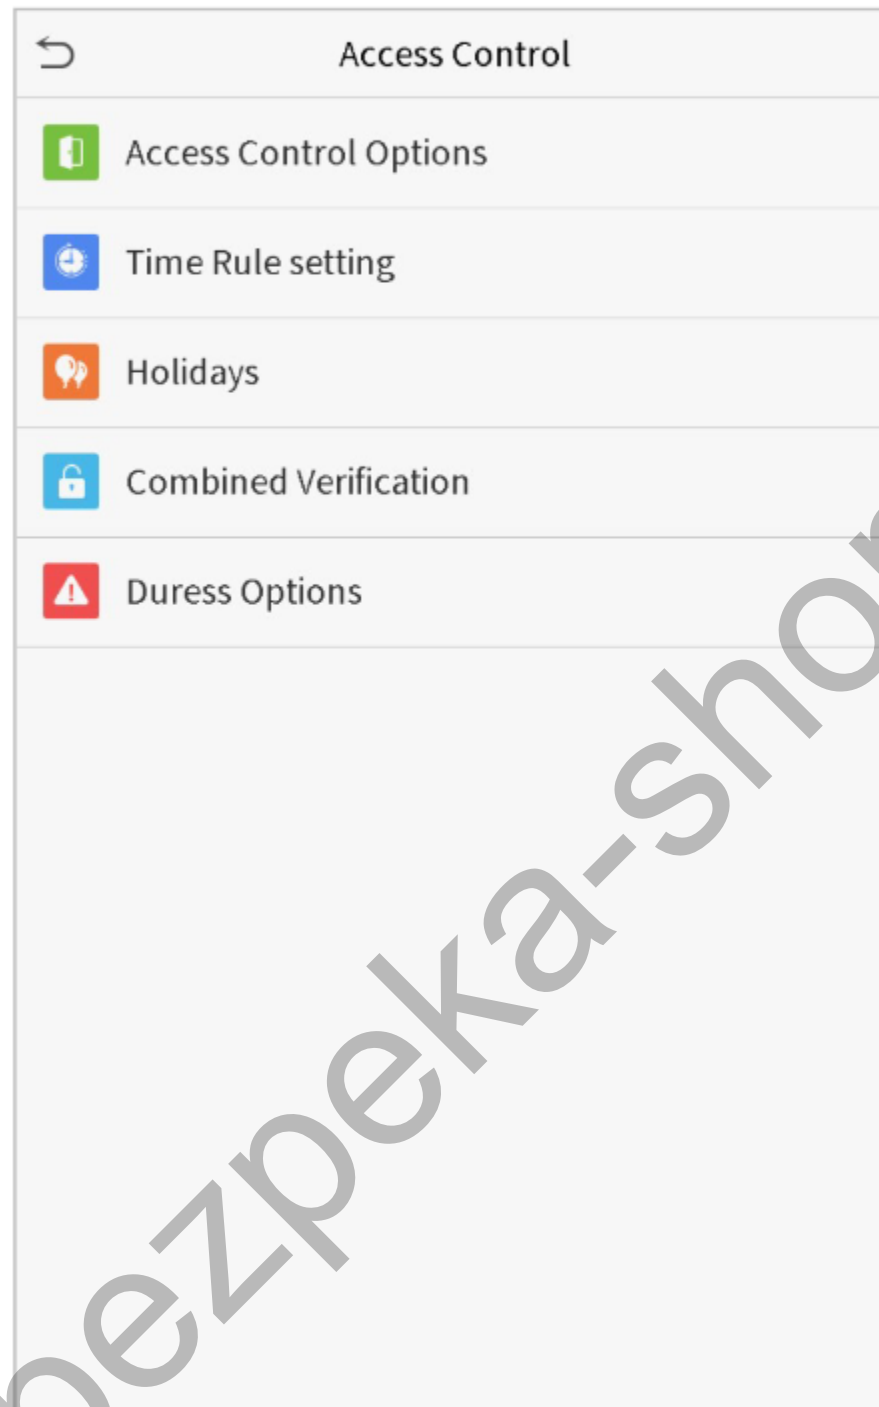 Access Control
Access Control Options
Time Rule setting
Holidays
Combined Verification
Duress Options
bezpeka-shop